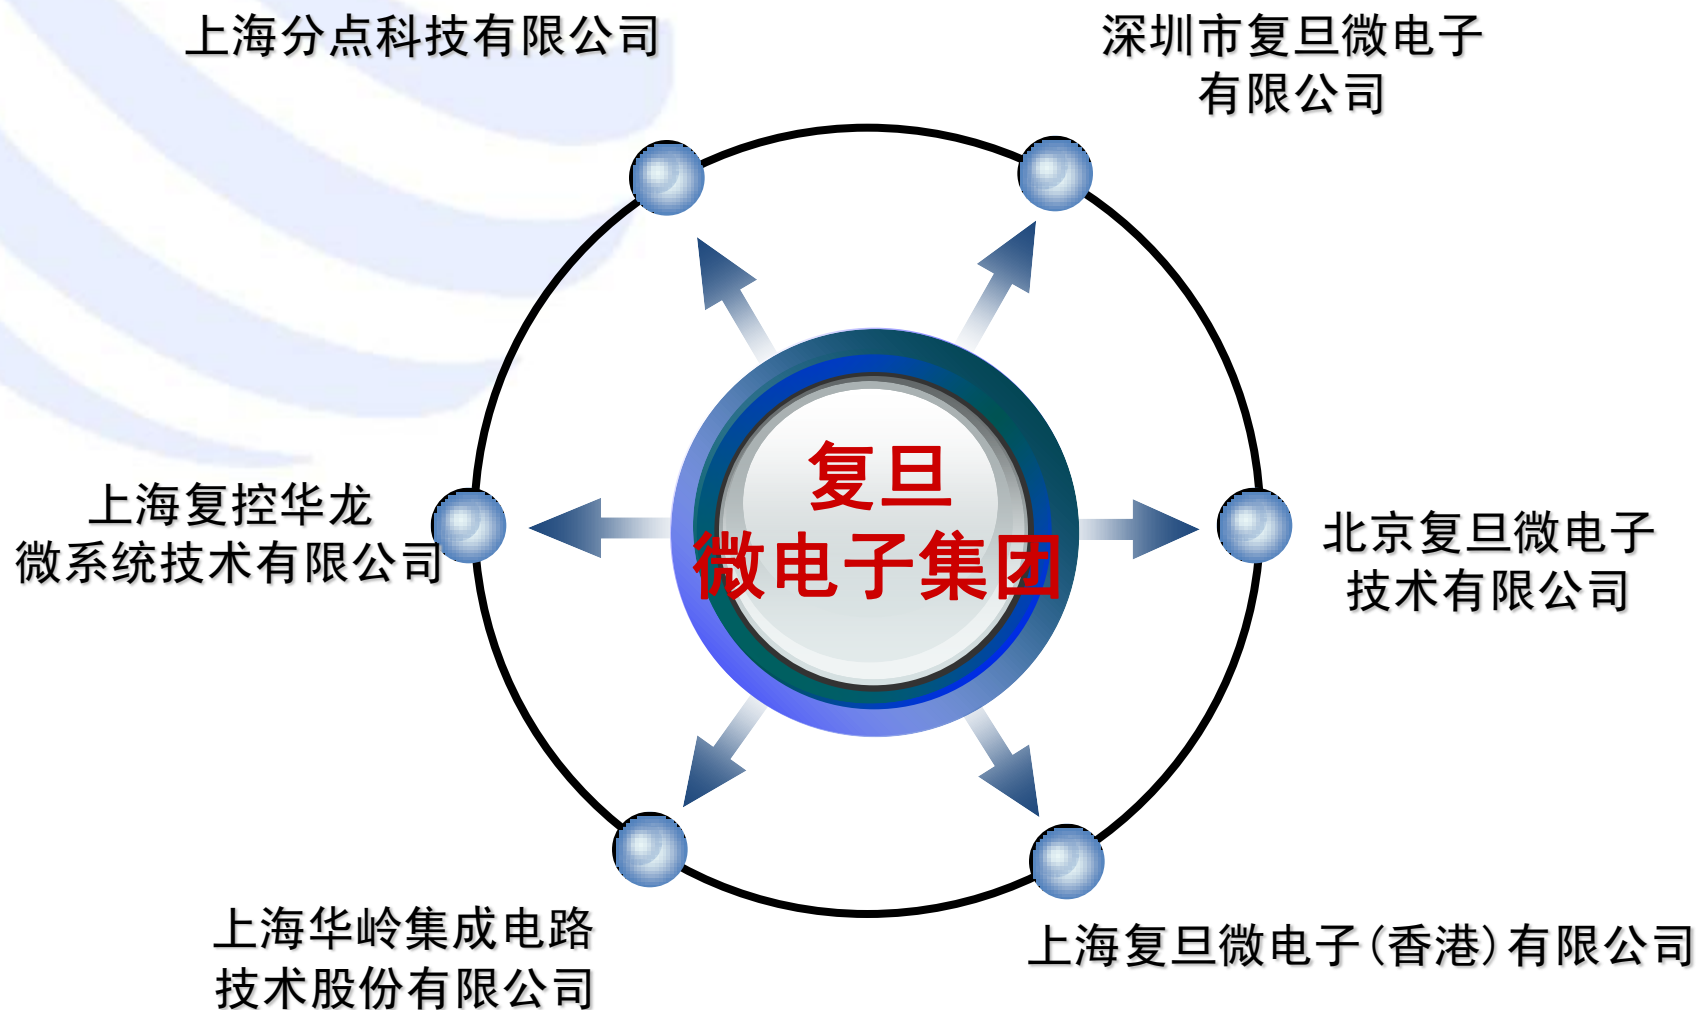 上海分点科技有限公司
深圳市复旦微电子
有限公司
复旦
微电子集团
上海复控华龙
微系统技术有限公司
北京复旦微电子
技术有限公司
上海华岭集成电路
技术股份有限公司
上海复旦微电子(香港)有限公司